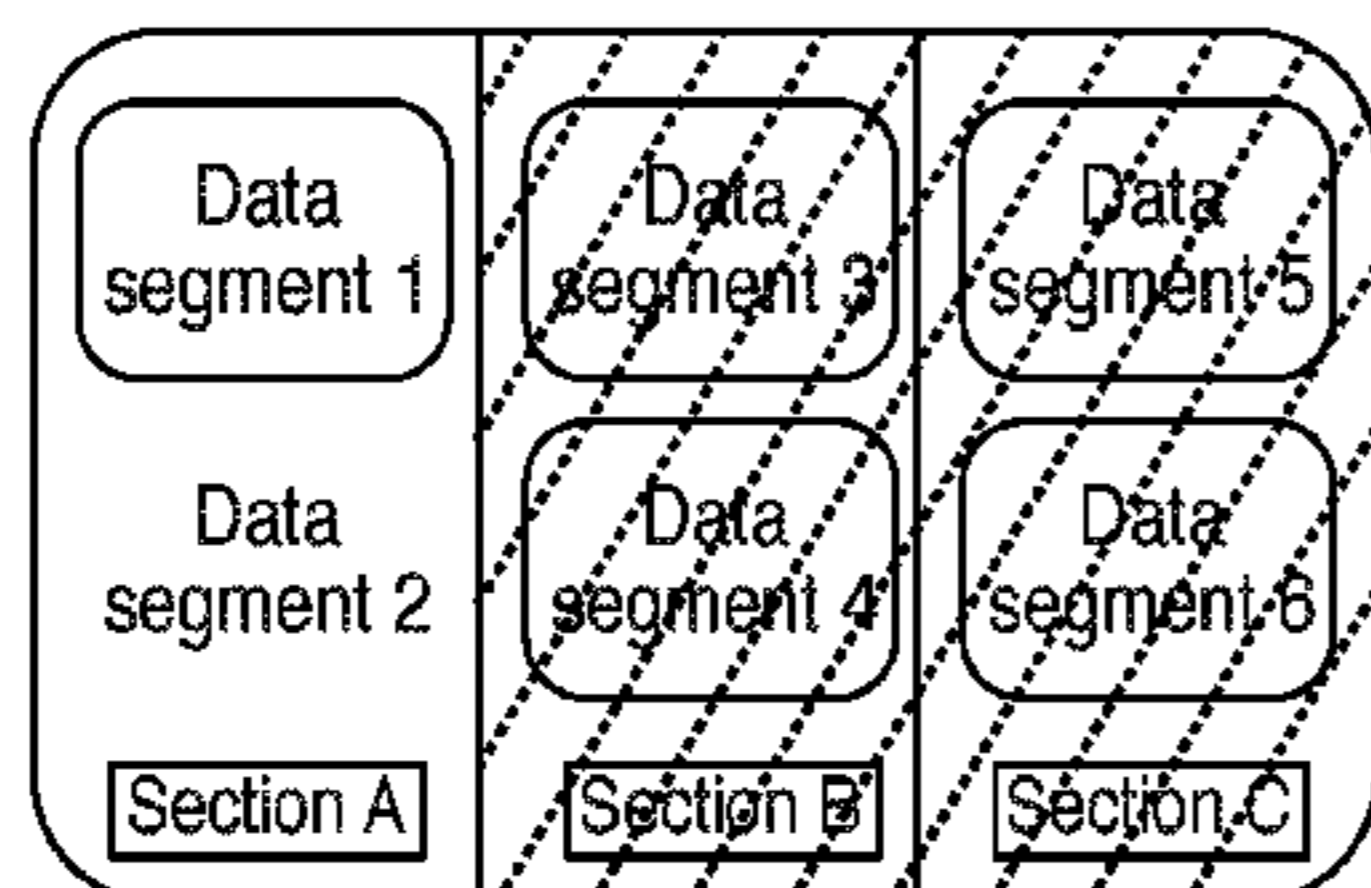 Data
segment 1
Data
segment 2
Section A
Data
segment 3
Data
segment 4
Section B
Data
segment 5
Data
segment 6
Section C